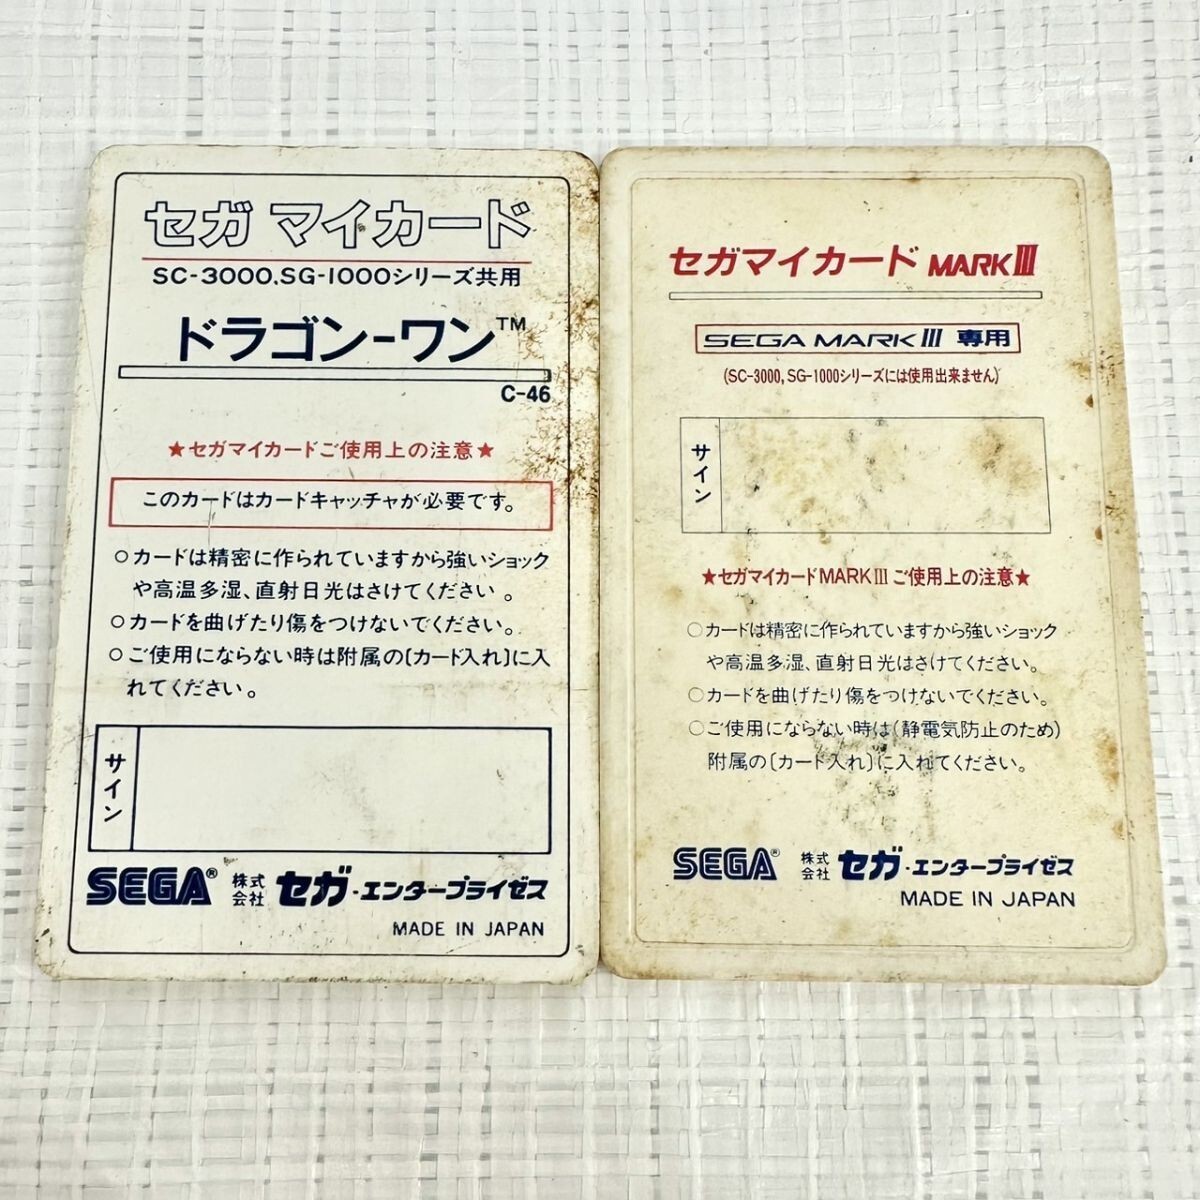 セガ マイカード
SC-3000、SG-1000シリーズ共用
ドラゴン-ワン™
C-46
★セガマイカードご使用上の注意★
このカードはカードキャッチャが必要です。
○カードは精密に作られていますから強いショック
や高温多湿、直射日光はさけてください。
○カードを曲げたり傷をつけないでください。
○ご使用にならない時は附属の〔カード入れ〕に入
れてください。
サイン
SEGA® 株式会社 セガ・エンタープライゼス
MADE IN JAPAN
セガマイカード MARKⅢ
SEGA MARKⅢ 専用
(SC-3000, SG-1000シリーズには使用出来ません)
サイン
★セガマイカードMARKⅢご使用上の注意★
○カードは精密に作られていますから強いショック
や高温多湿、直射日光はさけてください。
○カードを曲げたり傷をつけないでください。
○ご使用にならない時は(静電気防止のため)
附属の〔カード入れ〕に入れてください。
SEGA® 株式会社 セガ・エンタープライゼス
MADE IN JAPAN